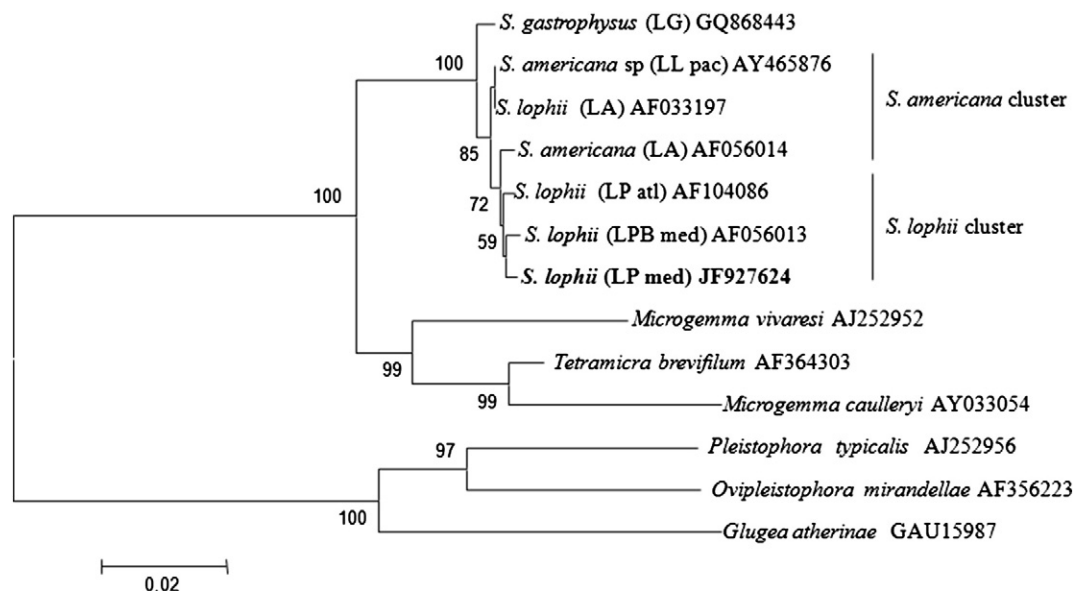 S. gastrophysus (LG) GQ868443
100
S. americana sp (LL pac) AY465876
S. americana cluster
S. lophii (LA) AF033197
85
S. americana (LA) AF056014
100
72
S. lophii (LP atl) AF104086
S. lophii cluster
59
S. lophii (LPB med) AF056013
S. lophii (LP med) JF927624
Microgemma vivaresi AJ252952
99
Tetramicra brevifilum AF364303
99
Microgemma caulleryi AY033054
97
Pleistophora typicalis AJ252956
Ovipleistophora mirandellae AF356223
100
Glugea atherinae GAU15987
0.02